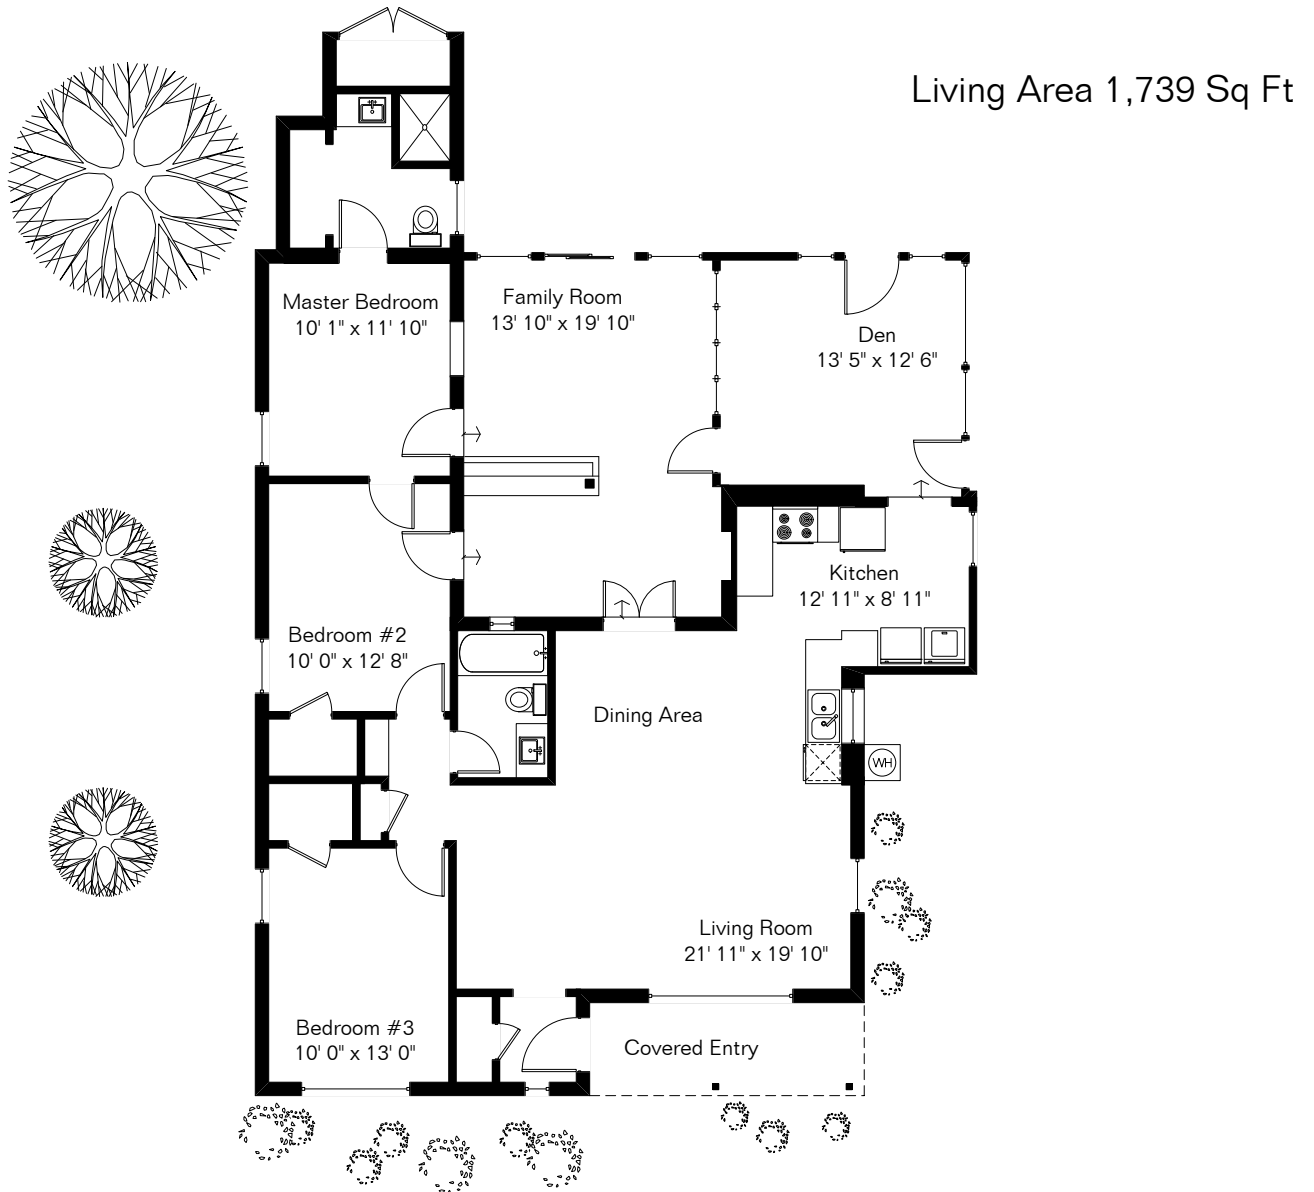 Living Area 1,739 Sq Ft
Master Bedroom
10' 1" x 11' 10"
Family Room
13' 10" x 19' 10"
Den
13' 5" x 12' 6"
Kitchen
12' 11" x 8' 11"
Bedroom #2
10' 0" x 12' 8"
Dining Area
WH
Living Room
21' 11" x 19' 10"
Bedroom #3
10' 0" x 13' 0"
Covered Entry